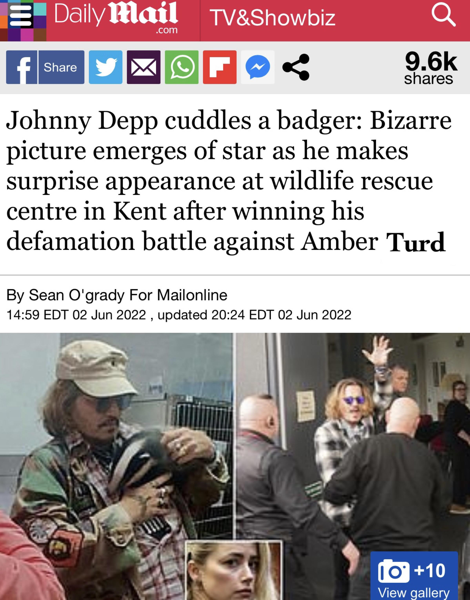 Daily Mail
.com
TV&Showbiz
Share
9.6k
shares
Johnny Depp cuddles a badger: Bizarre
picture emerges of star as he makes
surprise appearance at wildlife rescue
centre in Kent after winning his
defamation battle against Amber Turd
By Sean O'grady For Mailonline
14:59 EDT 02 Jun 2022 , updated 20:24 EDT 02 Jun 2022
+10
View gallery